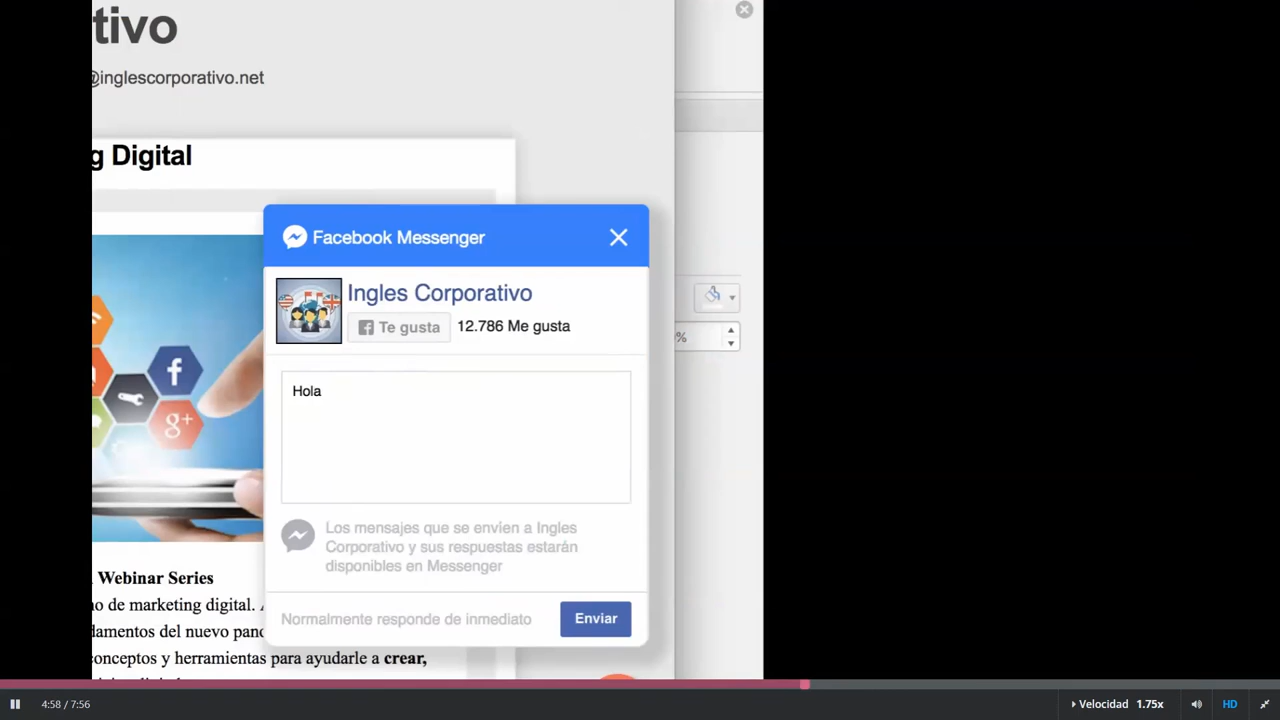 tivo
@inglescorporativo.net
g Digital
Facebook Messenger
Ingles Corporativo
Te gusta
12.786 Me gusta
%
Hola
Los mensajes que se envíen a Ingles
Corporativo y sus respuestas estarán
disponibles en Messenger
Normalmente responde de inmediato
Enviar
f
g+
Webinar Series
no de marketing digital.
damentos del nuevo pano
conceptos y herramientas para ayudarle a crear,
4:58 / 7:56
Velocidad 1.75x
HD